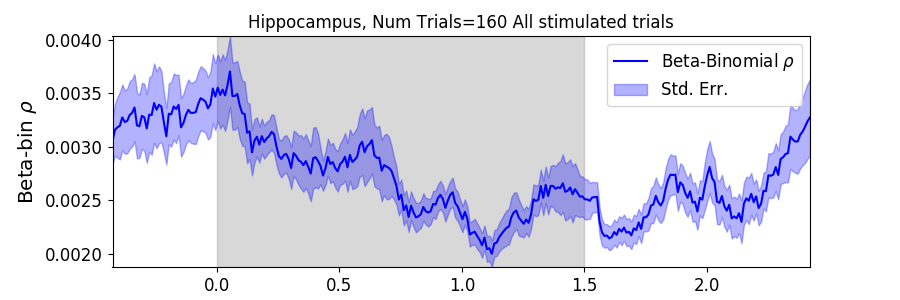 Hippocampus, Num Trials=160 All stimulated trials
Beta-bin ρ
0.0040
0.0035
0.0030
0.0025
0.0020
Beta-Binomial ρ
Std. Err.
0.0 0.5 1.0 1.5 2.0